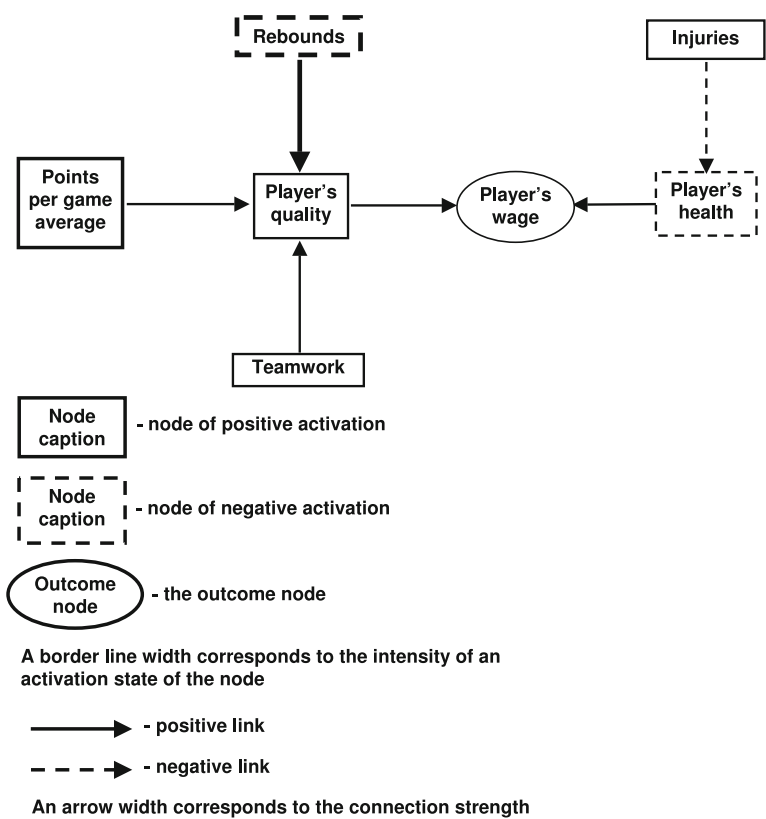 Rebounds
Injuries
Points
per game
average
Player's
quality
Player's
wage
Player's
health
Teamwork
Node
caption
- node of positive activation
Node
caption
- node of negative activation
Outcome
node
- the outcome node
A border line width corresponds to the intensity of an
activation state of the node
- positive link
- negative link
An arrow width corresponds to the connection strength